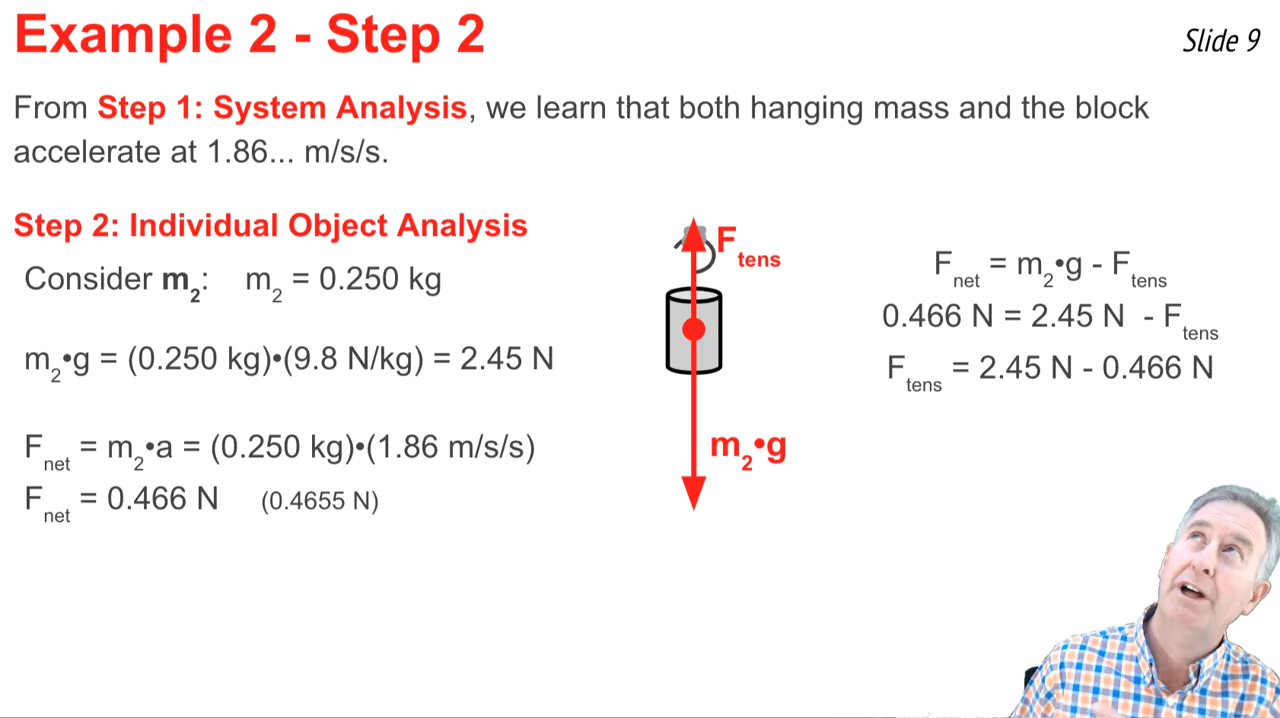 Example 2 - Step 2
Slide 9
From Step 1: System Analysis, we learn that both hanging mass and the block
accelerate at 1.86... m/s/s.
Step 2: Individual Object Analysis
Consider m₂: m₂ = 0.250 kg
m₂•g = (0.250 kg)•(9.8 N/kg) = 2.45 N
Fnet = m₂•a = (0.250 kg)•(1.86 m/s/s)
Fnet = 0.466 N (0.4655 N)
Ftens
m₂•g
Fnet = m₂•g - Ftens
0.466 N = 2.45 N - Ftens
Ftens = 2.45 N - 0.466 N